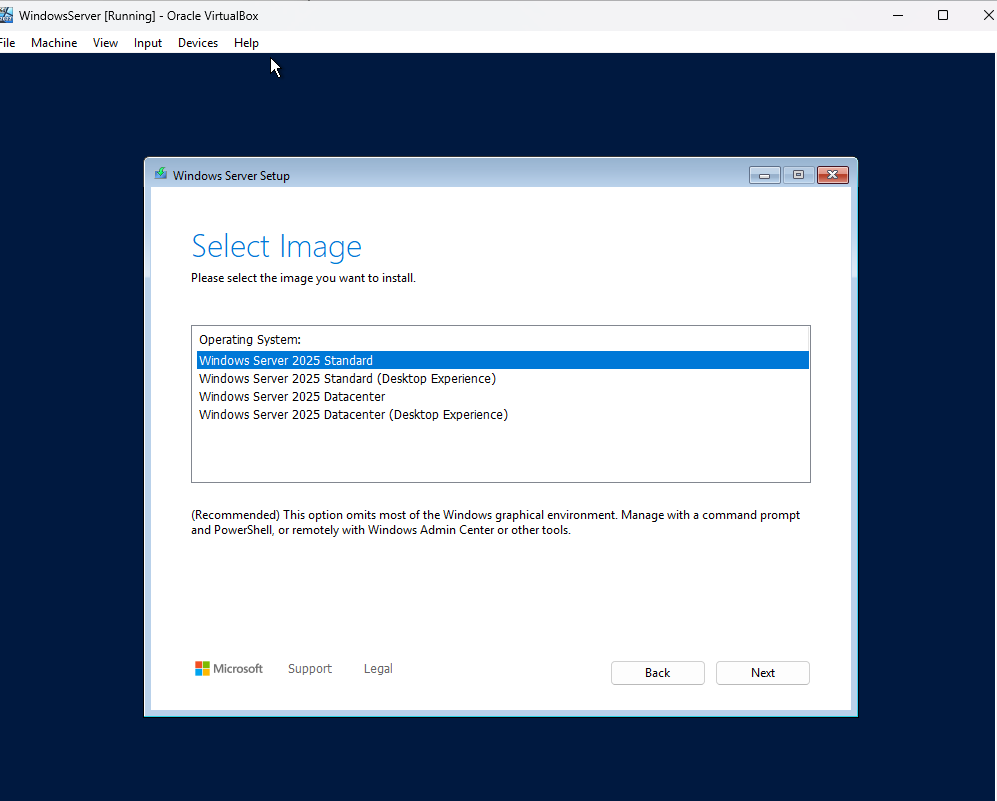 WindowsServer [Running] - Oracle VirtualBox
File Machine View Input Devices Help
Windows Server Setup
Select Image
Please select the image you want to install.
Operating System:
Windows Server 2025 Standard
Windows Server 2025 Standard (Desktop Experience)
Windows Server 2025 Datacenter
Windows Server 2025 Datacenter (Desktop Experience)
(Recommended) This option omits most of the Windows graphical environment. Manage with a command prompt
and PowerShell, or remotely with Windows Admin Center or other tools.
Microsoft Support Legal Back Next